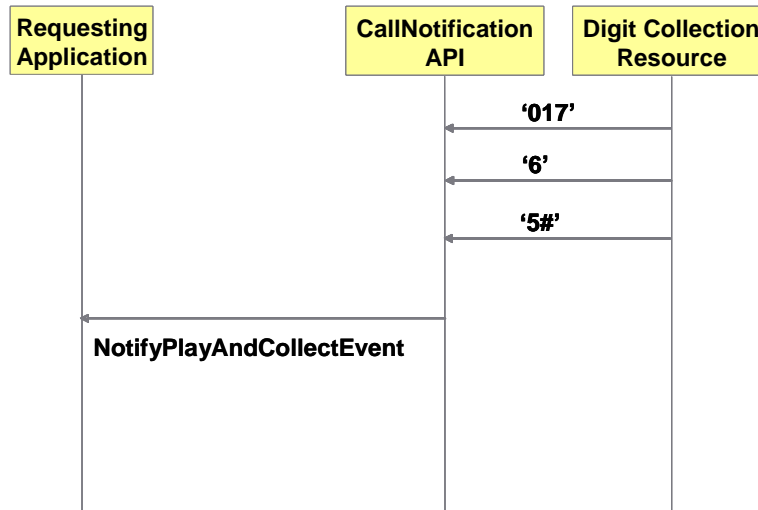 Requesting
Application
CallNotification
API
Digit Collection
Resource
‘017’
‘6’
‘5#’
NotifyPlayAndCollectEvent